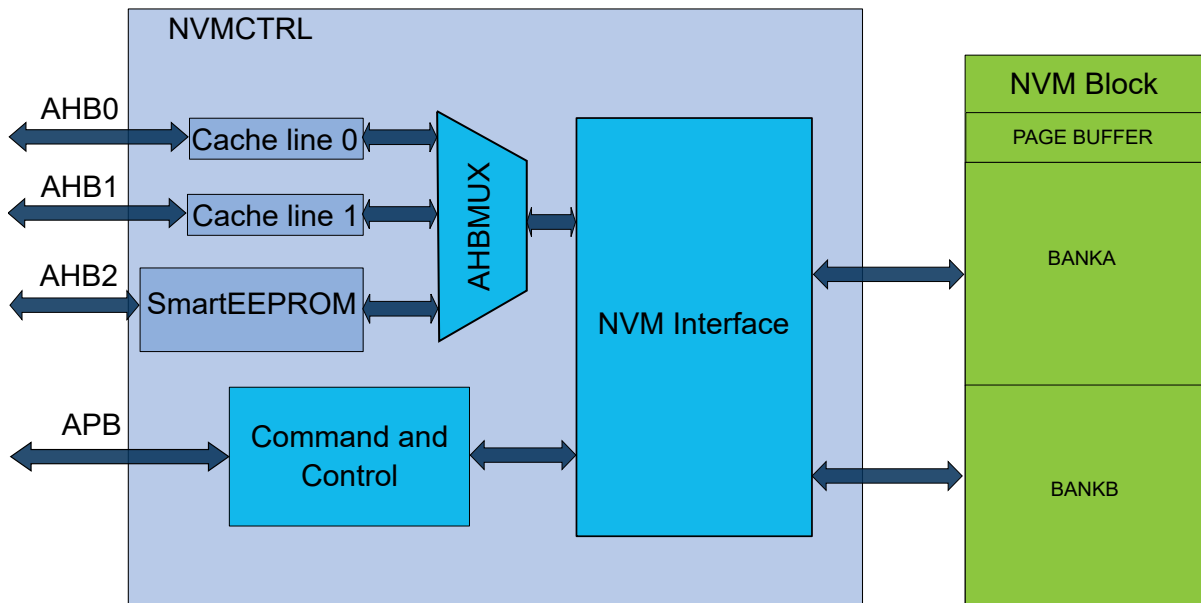 NVMCTRL
NVM Block
AHB0
Cache line 0
PAGE BUFFER
AHB1
Cache line 1
AHBMUX
BANKA
AHB2
SmartEEPROM
NVM Interface
APB
Command and
Control
BANKB